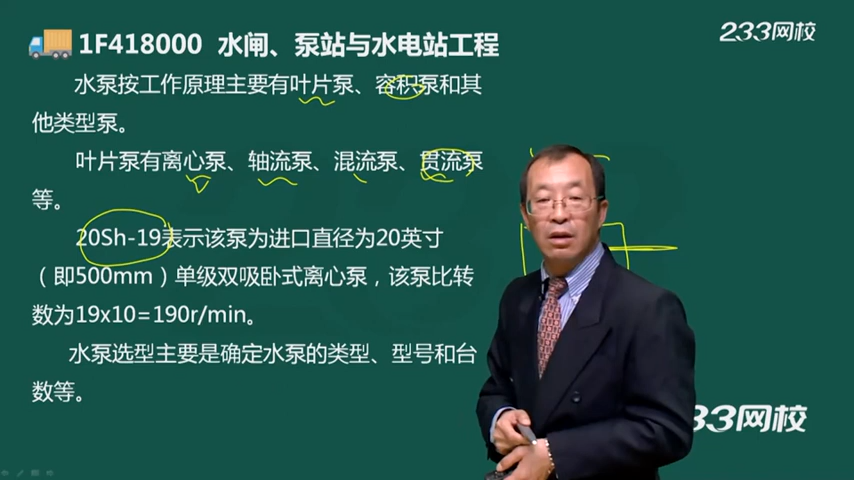 1F418000 水闸、泵站与水电站工程
233网校
水泵按工作原理主要有叶片泵、容积泵和其
他类型泵。
叶片泵有离心泵、轴流泵、混流泵、贯流泵
等。
20Sh-19表示该泵为进口直径为20英寸
（即500mm）单级双吸卧式离心泵，该泵比转
数为19x10=190r/min。
水泵选型主要是确定水泵的类型、型号和台
数等。
33网校